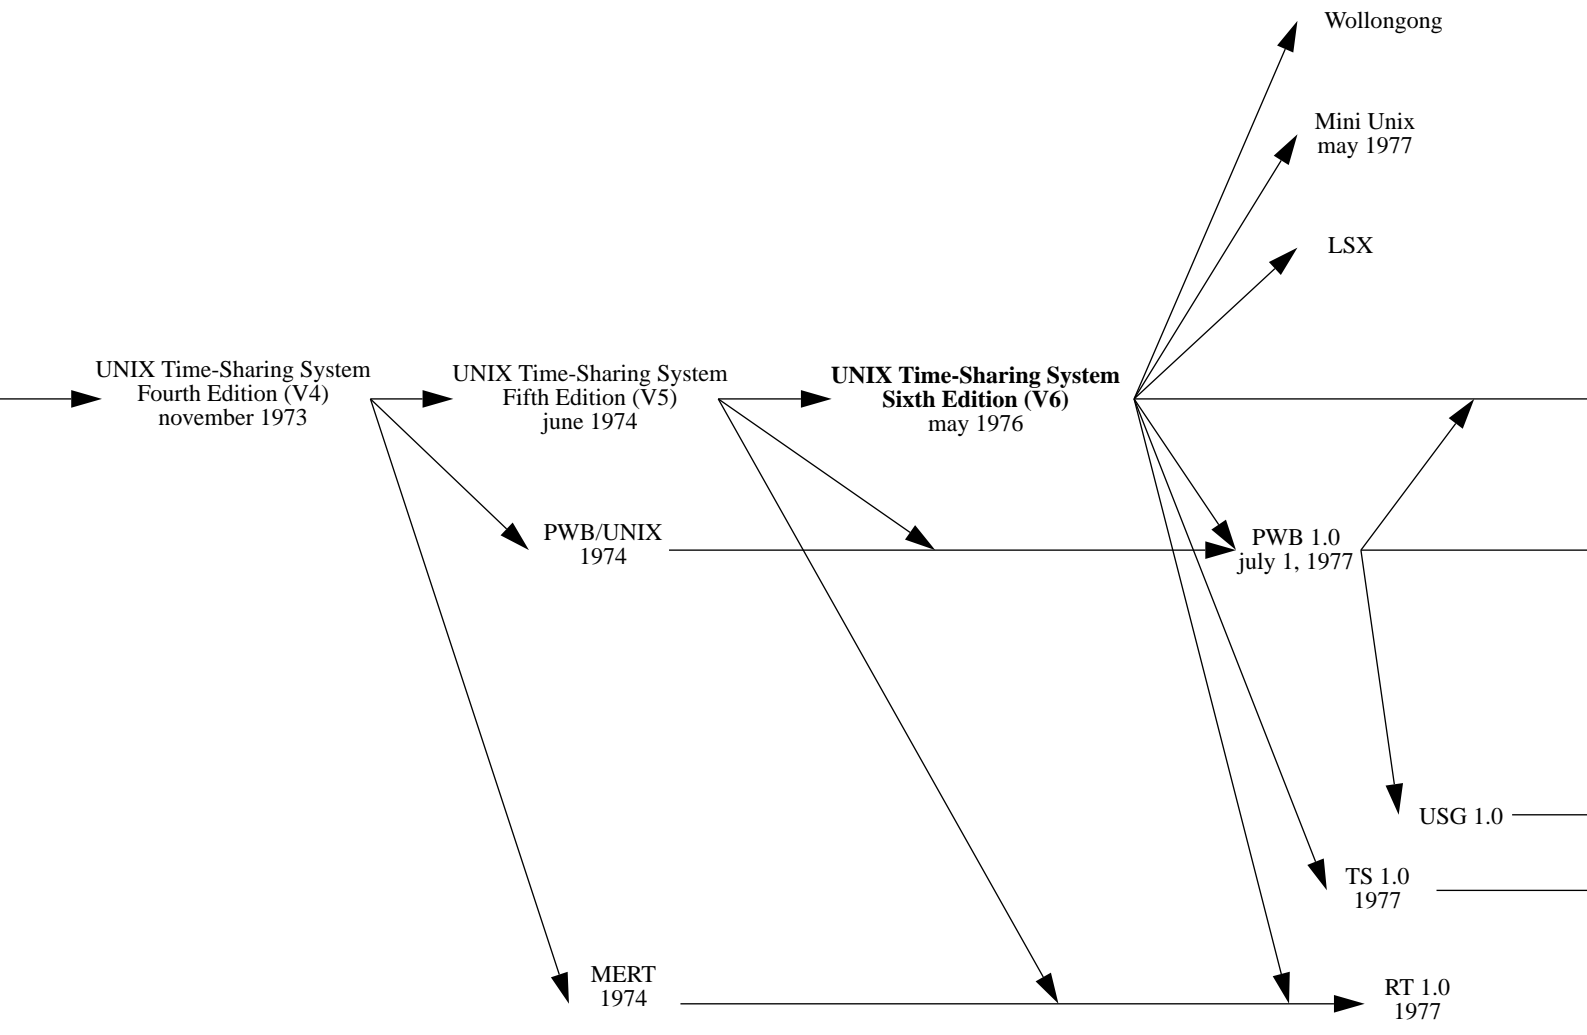 Wollongong
Mini Unix
may 1977
LSX
UNIX Time-Sharing System
Fourth Edition (V4)
november 1973
UNIX Time-Sharing System
Fifth Edition (V5)
june 1974
UNIX Time-Sharing System
Sixth Edition (V6)
may 1976
PWB/UNIX
1974
PWB 1.0
july 1, 1977
USG 1.0
TS 1.0
1977
MERT
1974
RT 1.0
1977